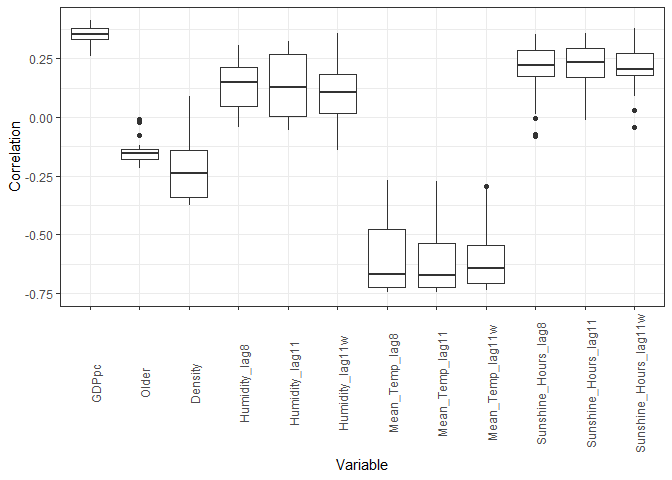 Correlation
0.25
0.00
-0.25
-0.50
-0.75
GDPpc
Older
Density
Humidity_lag8
Humidity_lag11
Humidity_lag11w
Mean_Temp_lag8
Mean_Temp_lag11
Mean_Temp_lag11w
Sunshine_Hours_lag8
Sunshine_Hours_lag11
Sunshine_Hours_lag11w
Variable